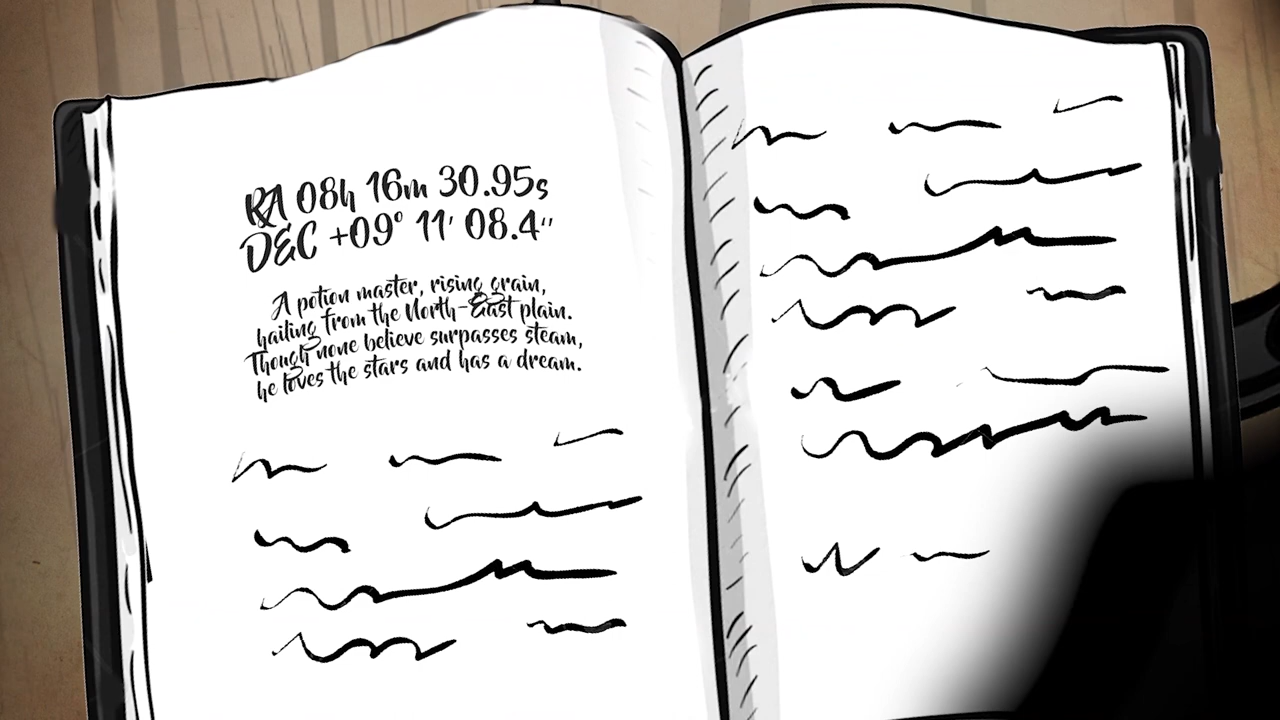 RA 08h 16m 30.95s
DEC +09° 11' 08.4"
A potion master, rising grain,
hailing from the North-East plain.
Though none believe surpasses steam,
he loves the stars and has a dream.